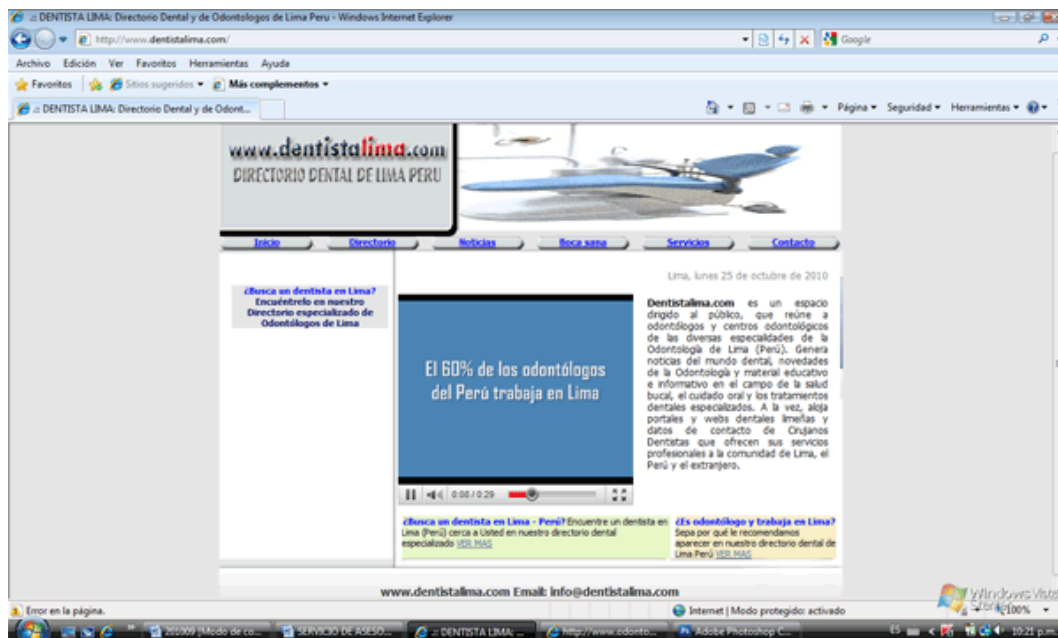 .:: DENTISTA LIMA: Directorio Dental y de Odontologos de Lima Peru - Windows Internet Explorer
http://www.dentistalima.com/
Google
Archivo Edición Ver Favoritos Herramientas Ayuda
Favoritos Sitios sugeridos Más complementos
.:: DENTISTA LIMA: Directorio Dental y de Odont...
Página Seguridad Herramientas
www.dentistalima.com
DIRECTORIO DENTAL DE LIMA PERU
Inicio Directorio Noticias Boca sana Servicios Contacto
Lima, lunes 25 de octubre de 2010
¿Busca un dentista en Lima?
Encuéntrelo en nuestro
Directorio especializado de
Odontólogos de Lima
El 60% de los odontólogos
del Perú trabaja en Lima
0:08 / 0:29
Dentistalima.com es un espacio
dirigido al público, que reúne a
odontólogos y centros odontológicos
de las diversas especialidades de la
Odontología de Lima (Perú). Genera
noticias del mundo dental, novedades
de la Odontología y material educativo
e informativo en el campo de la salud
bucal, el cuidado oral y los tratamientos
dentales especializados. A la vez, aloja
portales y webs dentales limeñas y
datos de contacto de Cirujanos
Dentistas que ofrecen sus servicios
profesionales a la comunidad de Lima, el
Perú y el extranjero.
¿Busca un dentista en Lima - Perú? Encuentre un dentista en
Lima (Perú) cerca a Usted en nuestro directorio dental
especializado VER MAS
¿Es odontólogo y trabaja en Lima?
Sepa por qué le recomendamos
aparecer en nuestro directorio dental de
Lima Perú VER MAS
www.dentistalima.com Email: info@dentistalima.com
Error en la página.
Internet | Modo protegido: activado
100%
Windows Vista
201009 [Modo de co...
SERVICIO DE ASESO...
.:: DENTISTA LIMA: ...
http://www.odonto...
Adobe Photoshop C...
ES
10:21 p.m.